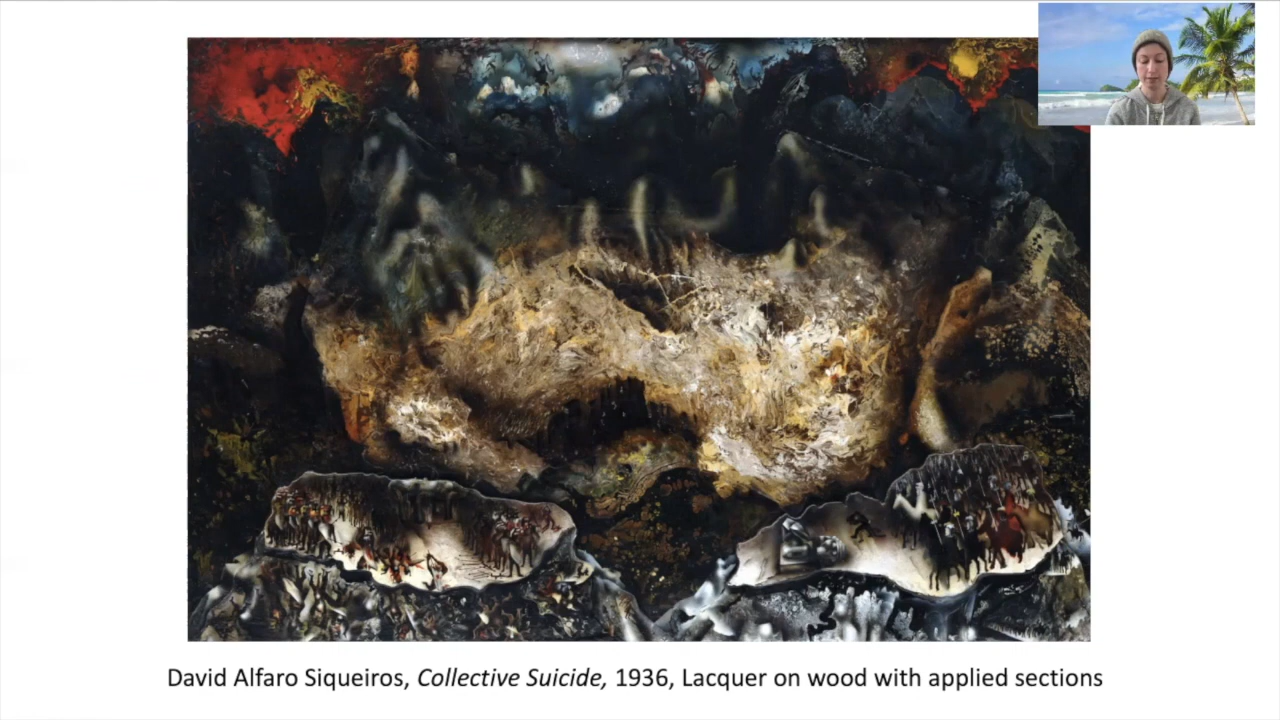 David Alfaro Siqueiros, Collective Suicide, 1936, Lacquer on wood with applied sections